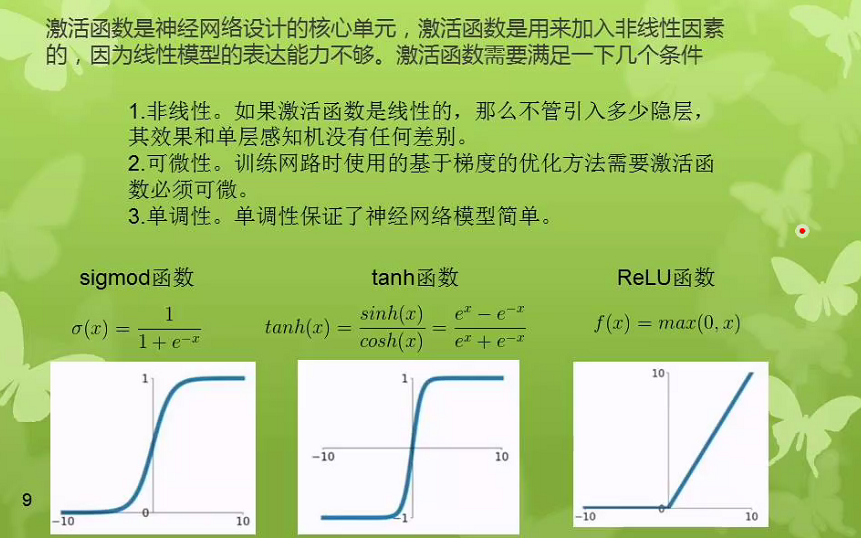 激活函数是神经网络设计的核心单元，激活函数是用来加入非线性因素
的，因为线性模型的表达能力不够。激活函数需要满足一下几个条件
1.非线性。如果激活函数是线性的，那么不管引入多少隐层，
其效果和单层感知机没有任何差别。
2.可微性。训练网路时使用的基于梯度的优化方法需要激活函
数必须可微。
3.单调性。单调性保证了神经网络模型简单。
sigmod函数
σ(x) = 1 / (1 + e^{-x})
1
0
-10
10
tanh函数
tanh(x) = sinh(x) / cosh(x) = (e^{x} − e^{-x}) / (e^{x} + e^{-x})
1
-10
10
-1
ReLU函数
f(x) = max(0, x)
10
0
-10
10
9